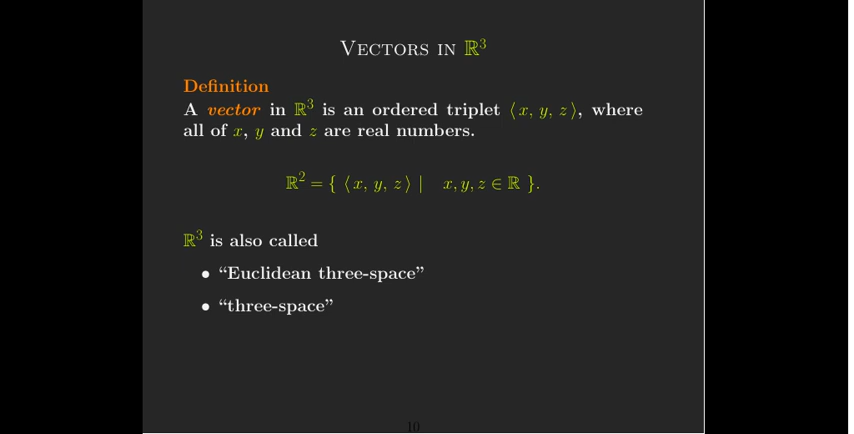 Vectors in ℝ³
Definition
A vector in ℝ³ is an ordered triplet ⟨x, y, z⟩, where
all of x, y and z are real numbers.
ℝ² = { ⟨x, y, z⟩ | x, y, z ∈ ℝ }.
ℝ³ is also called
• “Euclidean three-space”
• “three-space”
10